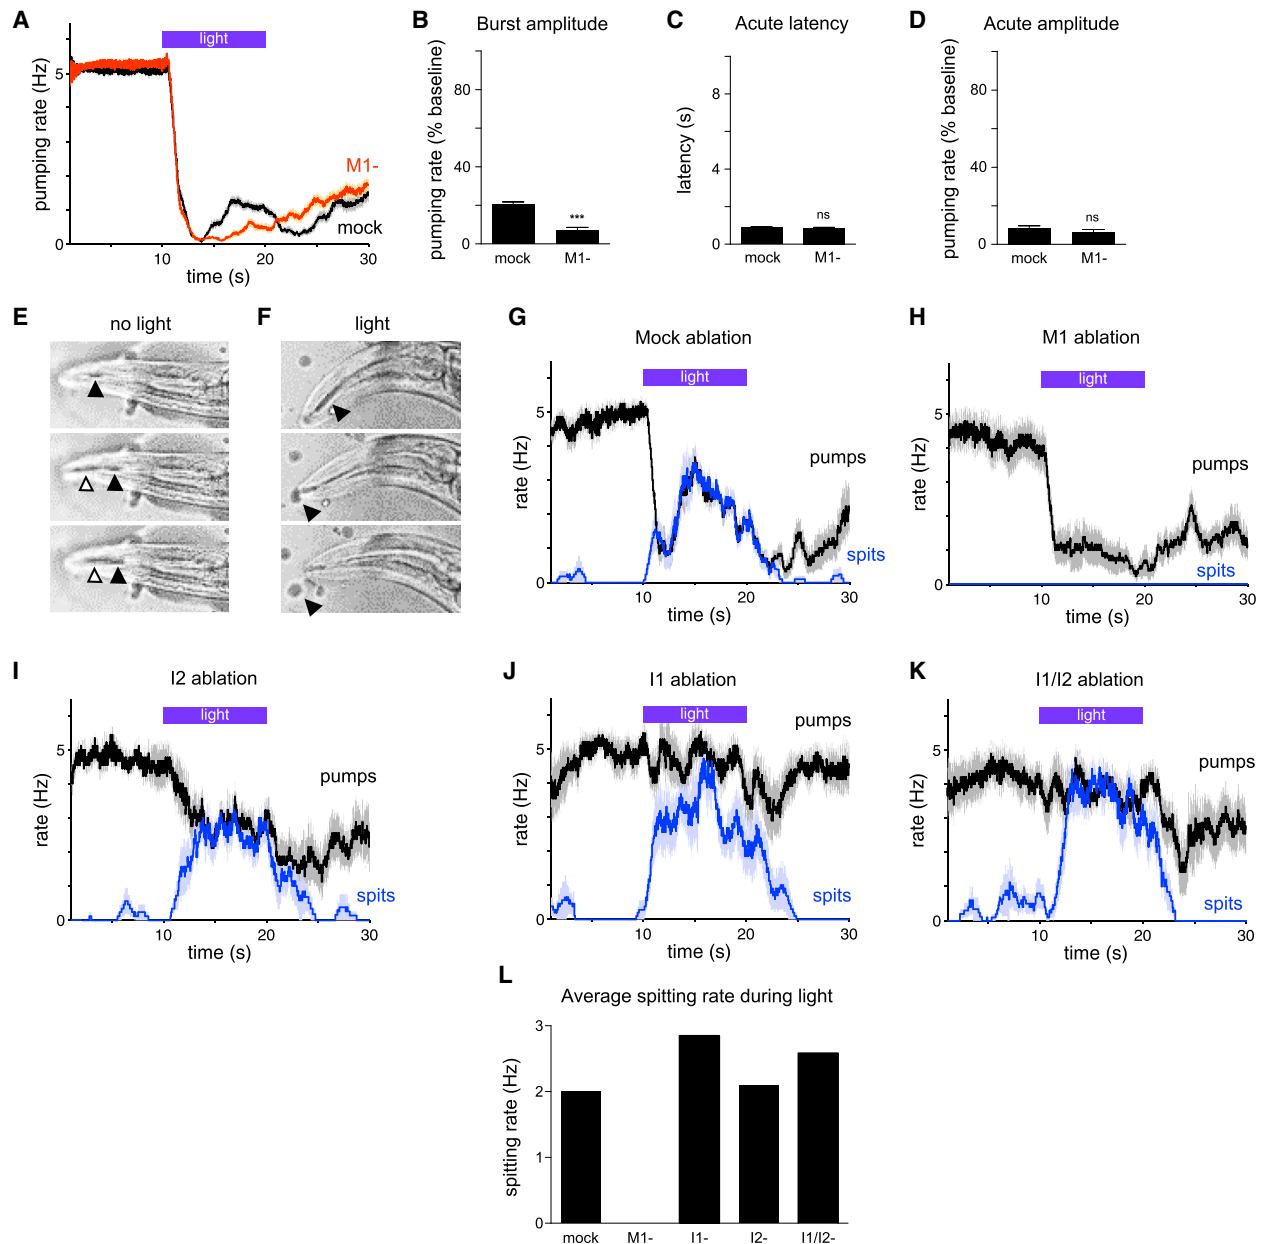 A
light
pumping rate (Hz)
5
0
M1-
mock
10
20
30
time (s)
B
Burst amplitude
pumping rate (% baseline)
80
40
0
***
mock
M1-
C
Acute latency
latency (s)
8
4
0
ns
mock
M1-
D
Acute amplitude
pumping rate (% baseline)
80
40
0
ns
mock
M1-
E
no light
F
light
G
Mock ablation
light
rate (Hz)
5
0
pumps
spits
10
20
30
time (s)
H
M1 ablation
light
rate (Hz)
5
0
pumps
spits
10
20
30
time (s)
I
I2 ablation
light
rate (Hz)
5
0
pumps
spits
10
20
30
time (s)
J
I1 ablation
light
rate (Hz)
5
0
pumps
spits
10
20
30
time (s)
K
I1/I2 ablation
light
rate (Hz)
5
0
pumps
spits
10
20
30
time (s)
L
Average spitting rate during light
spitting rate (Hz)
3
2
1
0
mock
M1-
I1-
I2-
I1/I2-